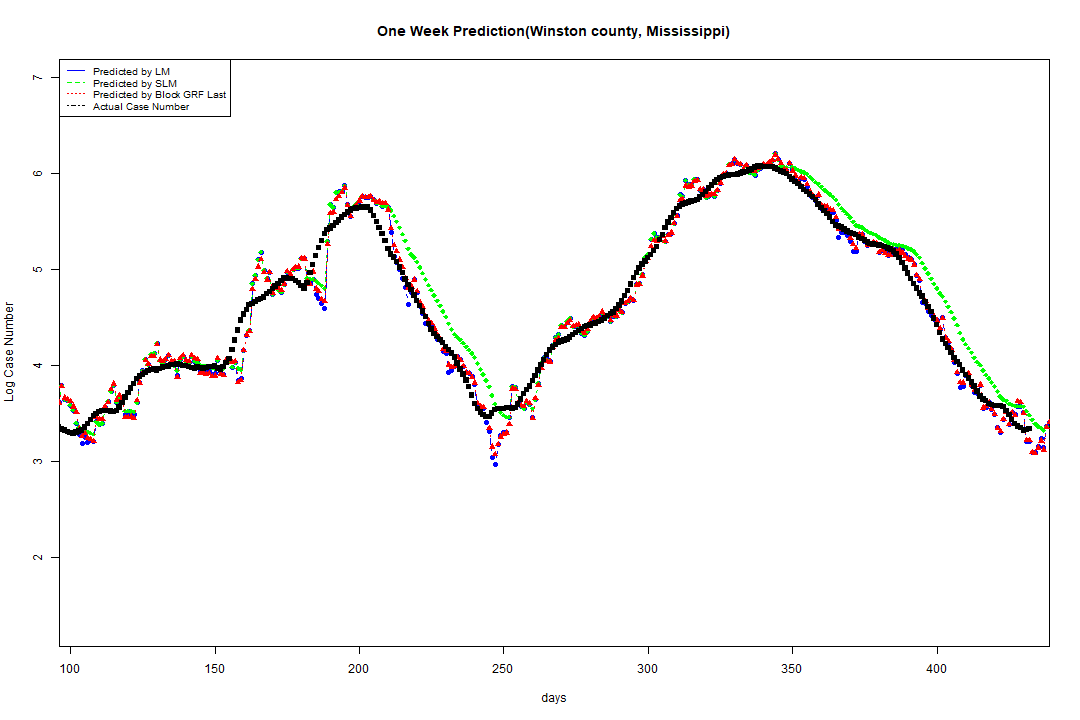 One Week Prediction(Winston county, Mississippi)
Predicted by LM
Predicted by SLM
Predicted by Block GRF Last
Actual Case Number
Log Case Number
7
6
5
4
3
2
100 150 200 250 300 350 400
days